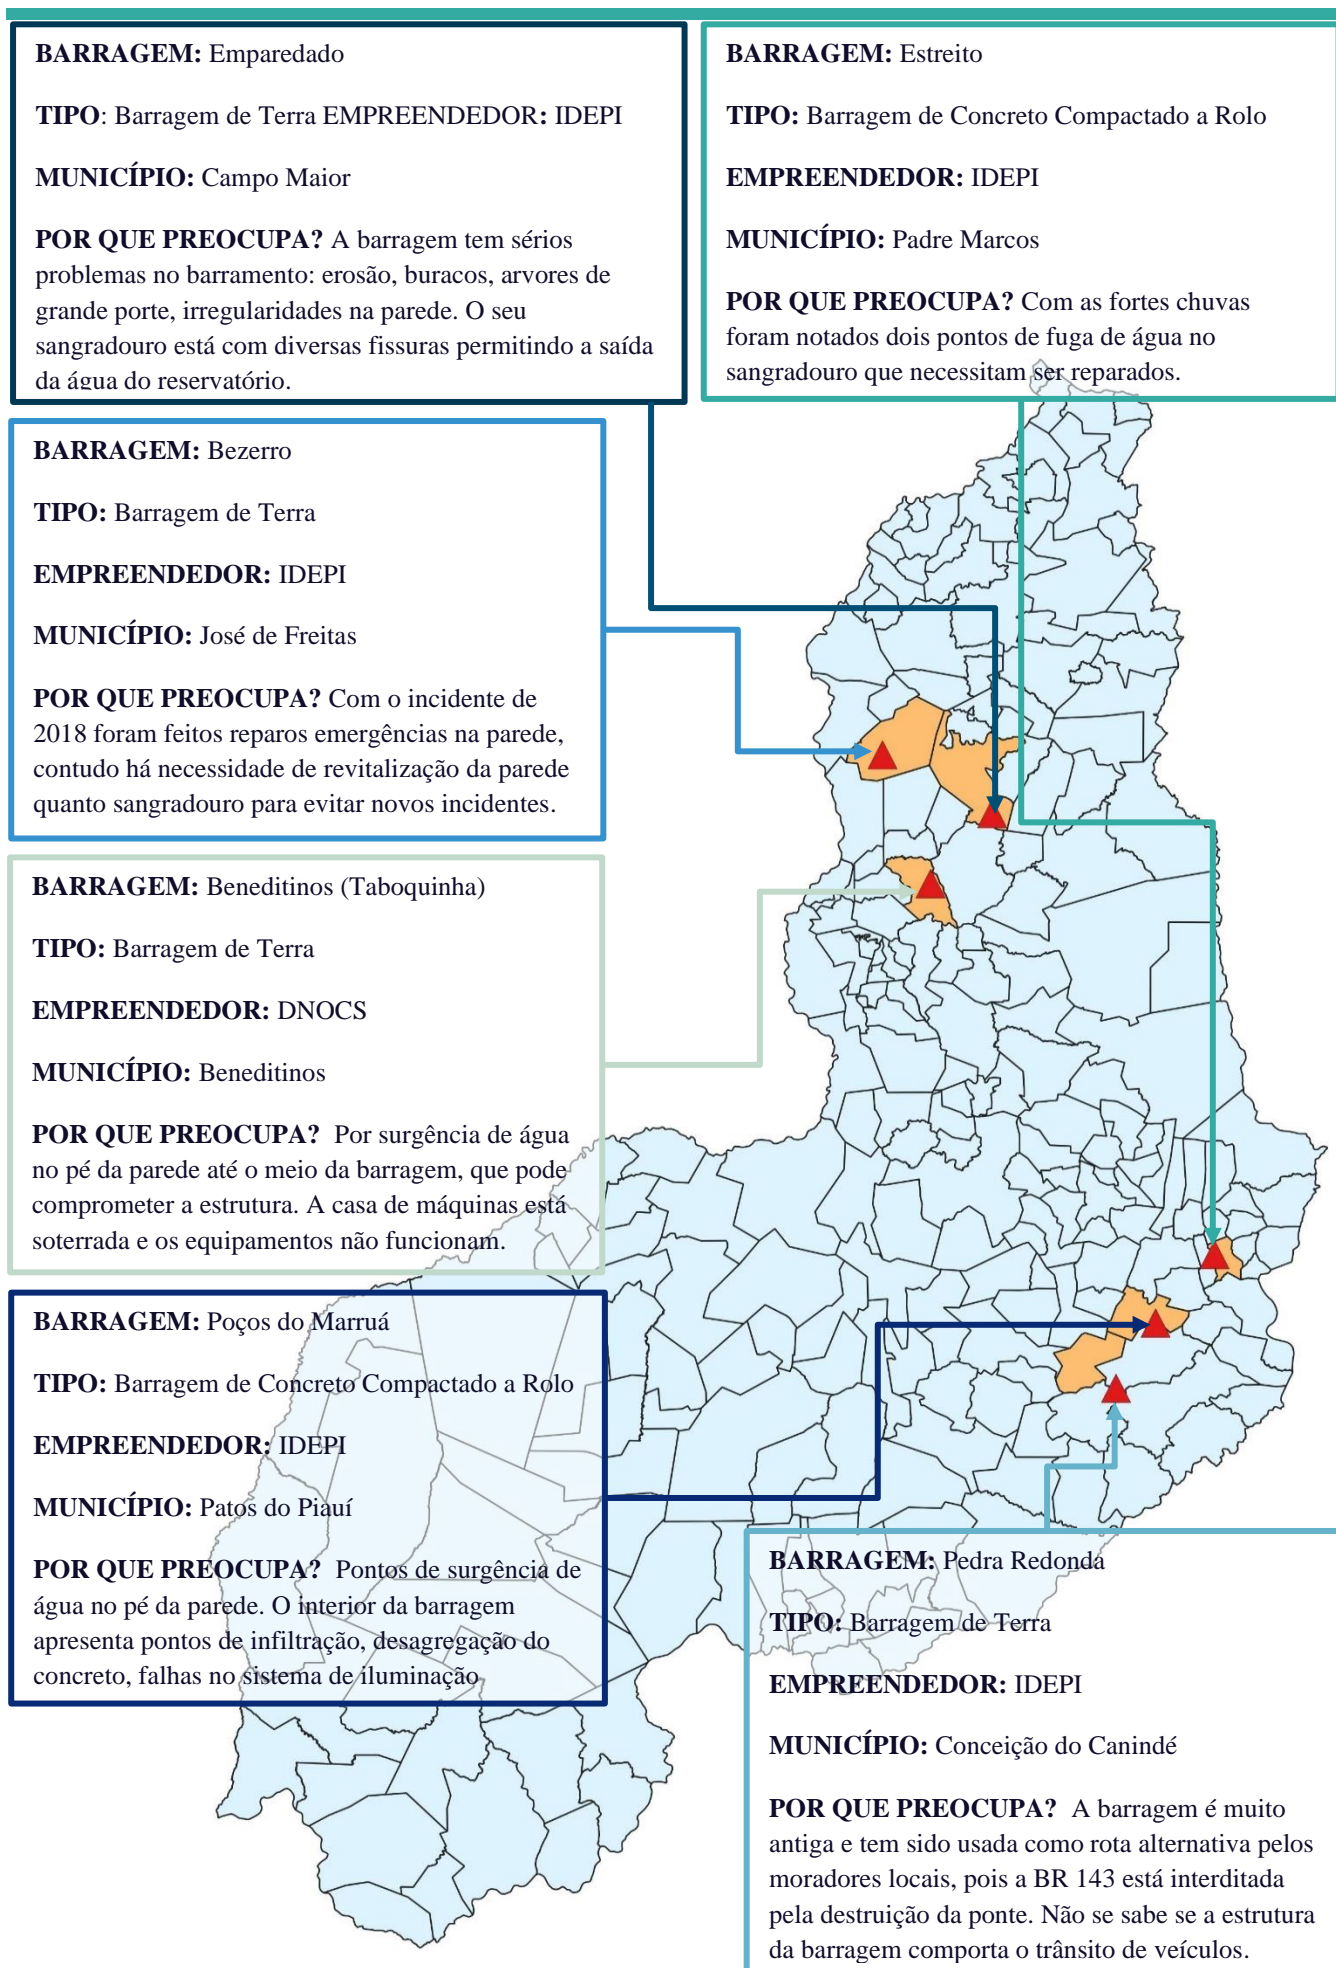 BARRAGEM: Emparedado
TIPO: Barragem de Terra EMPREENDEDOR: IDEPI
MUNICÍPIO: Campo Maior
POR QUE PREOCUPA? A barragem tem sérios
problemas no barramento: erosão, buracos, arvores de
grande porte, irregularidades na parede. O seu
sangradouro está com diversas fissuras permitindo a saída
da água do reservatório.
BARRAGEM: Estreito
TIPO: Barragem de Concreto Compactado a Rolo
EMPREENDEDOR: IDEPI
MUNICÍPIO: Padre Marcos
POR QUE PREOCUPA? Com as fortes chuvas
foram notados dois pontos de fuga de água no
sangradouro que necessitam ser reparados.
BARRAGEM: Bezerro
TIPO: Barragem de Terra
EMPREENDEDOR: IDEPI
MUNICÍPIO: José de Freitas
POR QUE PREOCUPA? Com o incidente de
2018 foram feitos reparos emergências na parede,
contudo há necessidade de revitalização da parede
quanto sangradouro para evitar novos incidentes.
BARRAGEM: Beneditinos (Taboquinha)
TIPO: Barragem de Terra
EMPREENDEDOR: DNOCS
MUNICÍPIO: Beneditinos
POR QUE PREOCUPA? Por surgência de água
no pé da parede até o meio da barragem, que pode
comprometer a estrutura. A casa de máquinas está
soterrada e os equipamentos não funcionam.
BARRAGEM: Poços do Marruá
TIPO: Barragem de Concreto Compactado a Rolo
EMPREENDEDOR: IDEPI
MUNICÍPIO: Patos do Piauí
POR QUE PREOCUPA? Pontos de surgência de
água no pé da parede. O interior da barragem
apresenta pontos de infiltração, desagregação do
concreto, falhas no sistema de iluminação
BARRAGEM: Pedra Redonda
TIPO: Barragem de Terra
EMPREENDEDOR: IDEPI
MUNICÍPIO: Conceição do Canindé
POR QUE PREOCUPA? A barragem é muito
antiga e tem sido usada como rota alternativa pelos
moradores locais, pois a BR 143 está interditada
pela destruição da ponte. Não se sabe se a estrutura
da barragem comporta o trânsito de veículos.